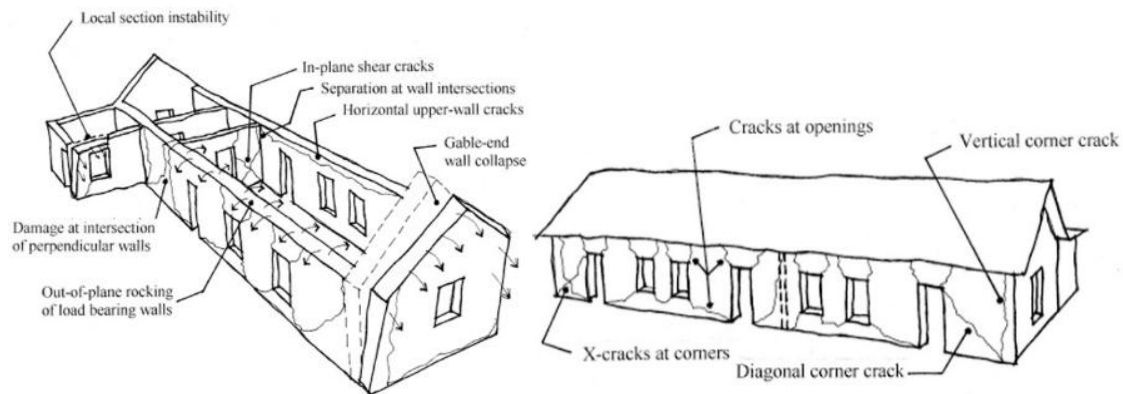 Local section instability
In-plane shear cracks
Separation at wall intersections
Horizontal upper-wall cracks
Gable-end
wall collapse
Damage at intersection
of perpendicular walls
Out-of-plane rocking
of load bearing walls
Cracks at openings
Vertical corner crack
X-cracks at corners
Diagonal corner crack